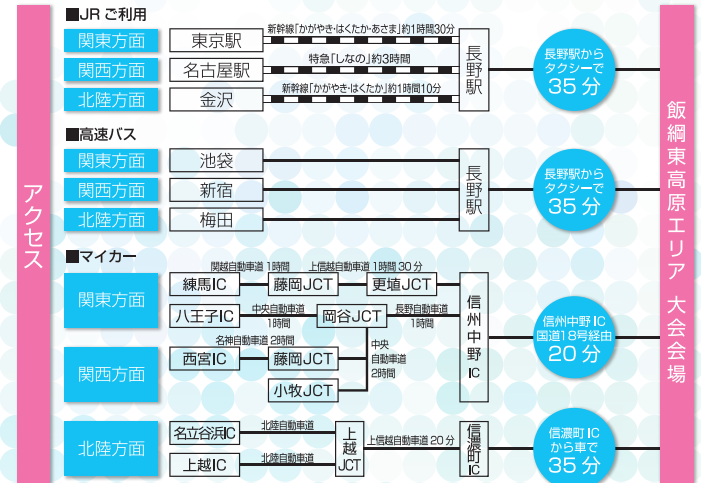 アクセス
■JR ご利用
関東方面
東京駅
新幹線「かがやき・はくたか・あさま」約1時間30分
関西方面
名古屋駅
特急「しなの」約3時間
北陸方面
金沢
新幹線「かがやき・はくたか」約1時間10分
長野駅
長野駅から
タクシーで
35 分
■高速バス
関東方面
池袋
関西方面
新宿
北陸方面
梅田
長野駅
長野駅から
タクシーで
35 分
■マイカー
関東方面
関越自動車道 1時間
上信越自動車道 1時間 30 分
練馬IC
藤岡JCT
更埴JCT
八王子IC
中央自動車道
1時間
岡谷JCT
長野自動車道
1時間
関西方面
名神自動車道 2時間
西宮IC
藤岡JCT
小牧JCT
中央
自動車道
2時間
信州中野IC
信州中野 IC
国道18号経由
20 分
北陸方面
名立谷浜IC
北陸自動車道
上越IC
北陸自動車道
上越JCT
上信越自動車道 20 分
信濃町IC
信濃町 IC
から車で
35 分
飯綱東高原エリア 大会会場